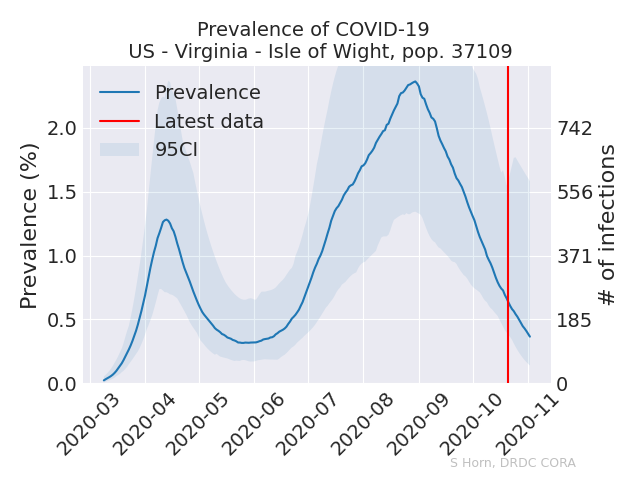 Prevalence of COVID-19
US - Virginia - Isle of Wight, pop. 37109
Prevalence
Latest data
95CI
Prevalence (%)
2.0
1.5
1.0
0.5
0.0
742
556
371
185
0
# of infections
2020-03
2020-04
2020-05
2020-06
2020-07
2020-08
2020-09
2020-10
2020-11
S Horn, DRDC CORA